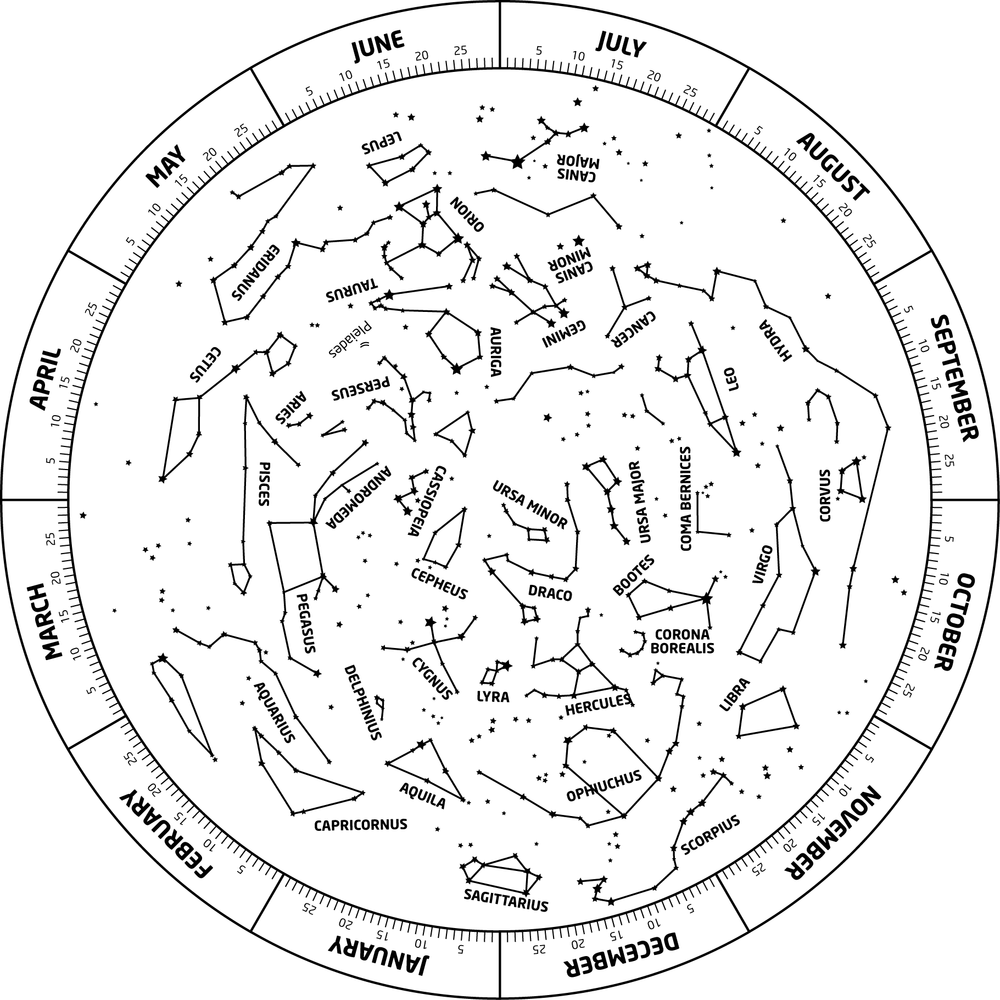 JUNE
5
10
15
20
25
JULY
5
10
15
20
25
AUGUST
5
10
15
20
25
SEPTEMBER
5
10
15
20
25
OCTOBER
5
10
15
20
25
NOVEMBER
5
10
15
20
25
DECEMBER
5
10
15
20
25
JANUARY
5
10
15
20
25
FEBRUARY
5
10
15
20
25
MARCH
5
10
15
20
25
APRIL
5
10
15
20
25
MAY
5
10
15
20
25
LEPUS
CANIS
MAJOR
ORION
ERIDANUS
TAURUS
CANIS
MINOR
Pleiades
AURIGA
GEMINI
CANCER
HYDRA
CETUS
ARIES
PERSEUS
LEO
PISCES
ANDROMEDA
CASSIOPEIA
URSA MINOR
URSA MAJOR
COMA BERNICES
CORVUS
CEPHEUS
DRACO
BOOTES
VIRGO
PEGASUS
CORONA
BOREALIS
CYGNUS
LYRA
HERCULES
LIBRA
AQUARIUS
DELPHINIUS
AQUILA
OPHIUCHUS
CAPRICORNUS
SCORPIUS
SAGITTARIUS